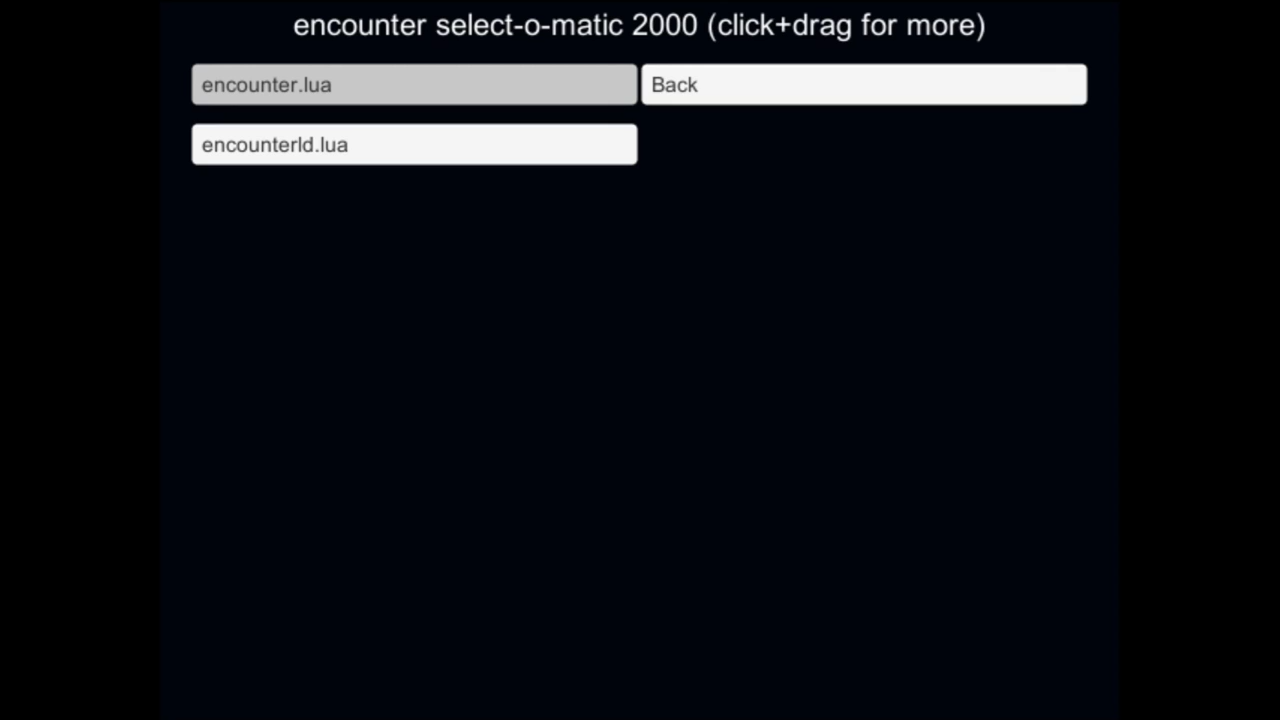 encounter select-o-matic 2000 (click+drag for more)
encounter.lua
Back
encounterld.lua